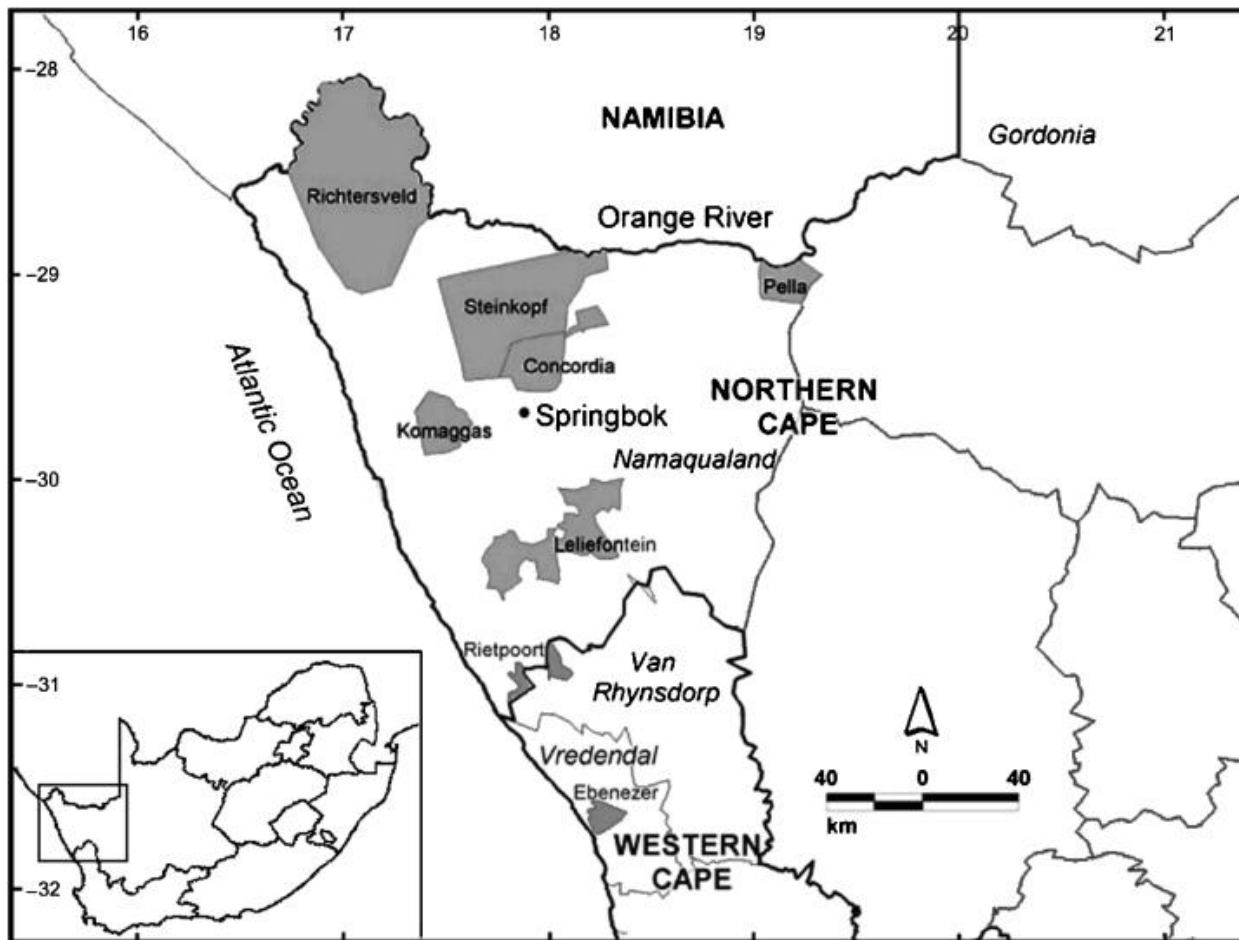 16 17 18 19 20 21
−28
NAMIBIA
Gordonia
Richtersveld
Orange River
−29
Pella
Steinkopf
Concordia
Atlantic Ocean
NORTHERN
CAPE
Springbok
Komaggas
Namaqualand
−30
Leliefontein
Rietpoort
Van
Rhynsdorp
−31
N
Vredendal
40 0 40
km
Ebenezer
WESTERN
CAPE
−32